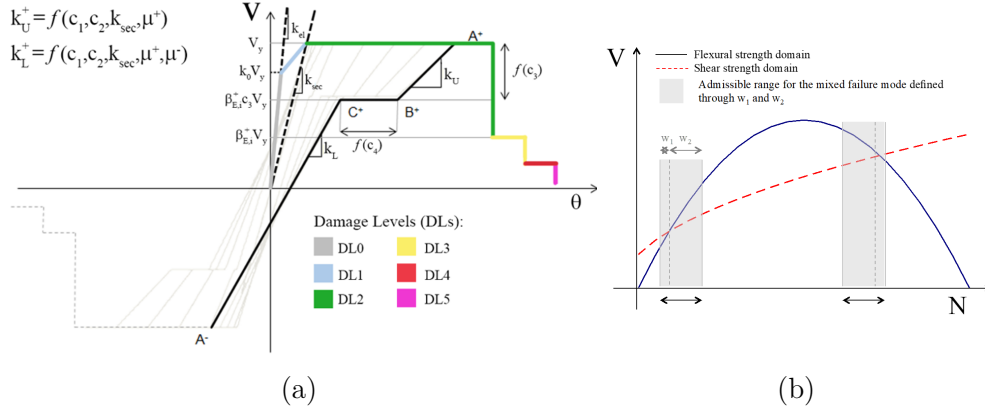 k_U^+ = f(c_1,c_2,k_sec,μ^+)
k_L^+ = f(c_1,c_2,k_sec,μ^+,μ^-)
V
k_el
A^+
V_y
k_0V_y
k_sec
k_U
f(c_3)
β_{E,i}^+c_3V_y
C^+
B^+
β_{E,i}^+V_y
k_L
f(c_4)
θ
Damage Levels (DLs):
DL0
DL3
DL1
DL4
DL2
DL5
A^-
(a)
V
Flexural strength domain
Shear strength domain
Admissible range for the mixed failure mode defined
through w_1 and w_2
w_1
w_2
N
(b)